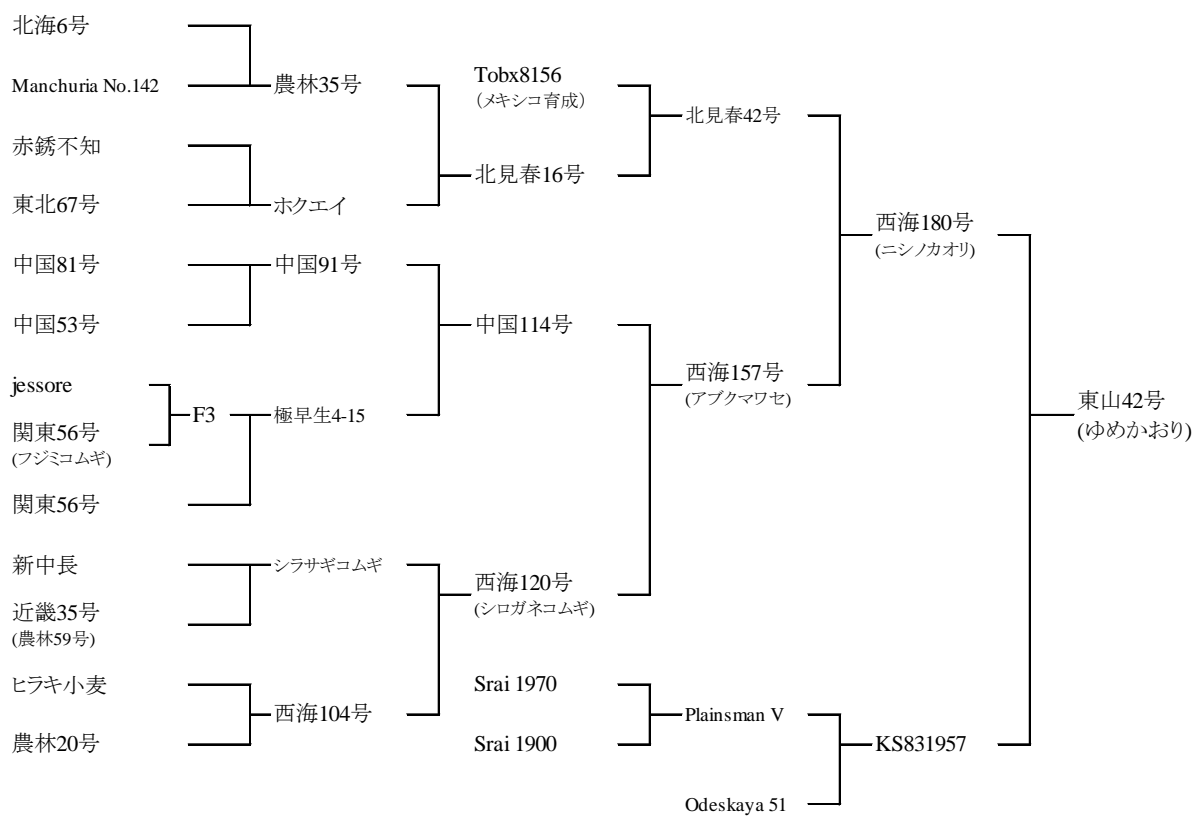 北海6号
Manchuria No.142
農林35号
Tobx8156
（メキシコ育成）
北見春42号
赤銹不知
北見春16号
東北67号
ホクエイ
西海180号
(ニシノカオリ)
中国81号
中国91号
中国53号
中国114号
jessore
西海157号
(アブクマワセ)
F3
極早生4-15
東山42号
(ゆめかおり)
関東56号
(フジミコムギ)
関東56号
新中長
シラサギコムギ
西海120号
(シロガネコムギ)
近畿35号
(農林59号)
ヒラキ小麦
Srai 1970
西海104号
Plainsman V
農林20号
Srai 1900
KS831957
Odeskaya 51